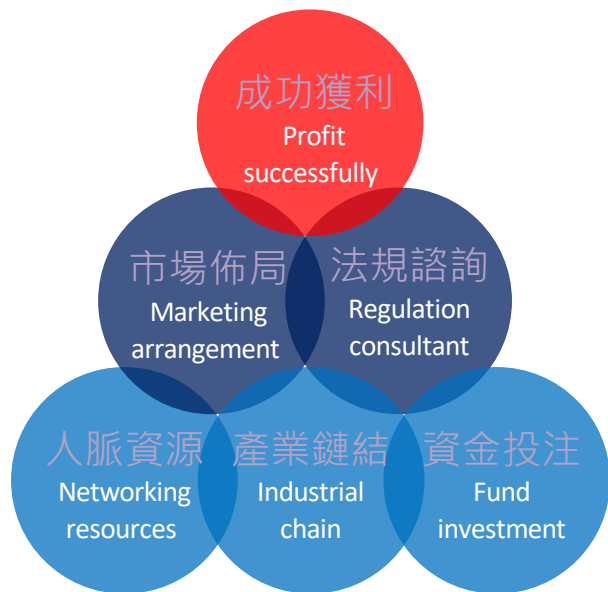 成功獲利
Profit
successfully
市場佈局
Marketing
arrangement
法規諮詢
Regulation
consultant
人脈資源
Networking
resources
產業鏈結
Industrial
chain
資金投注
Fund
investment